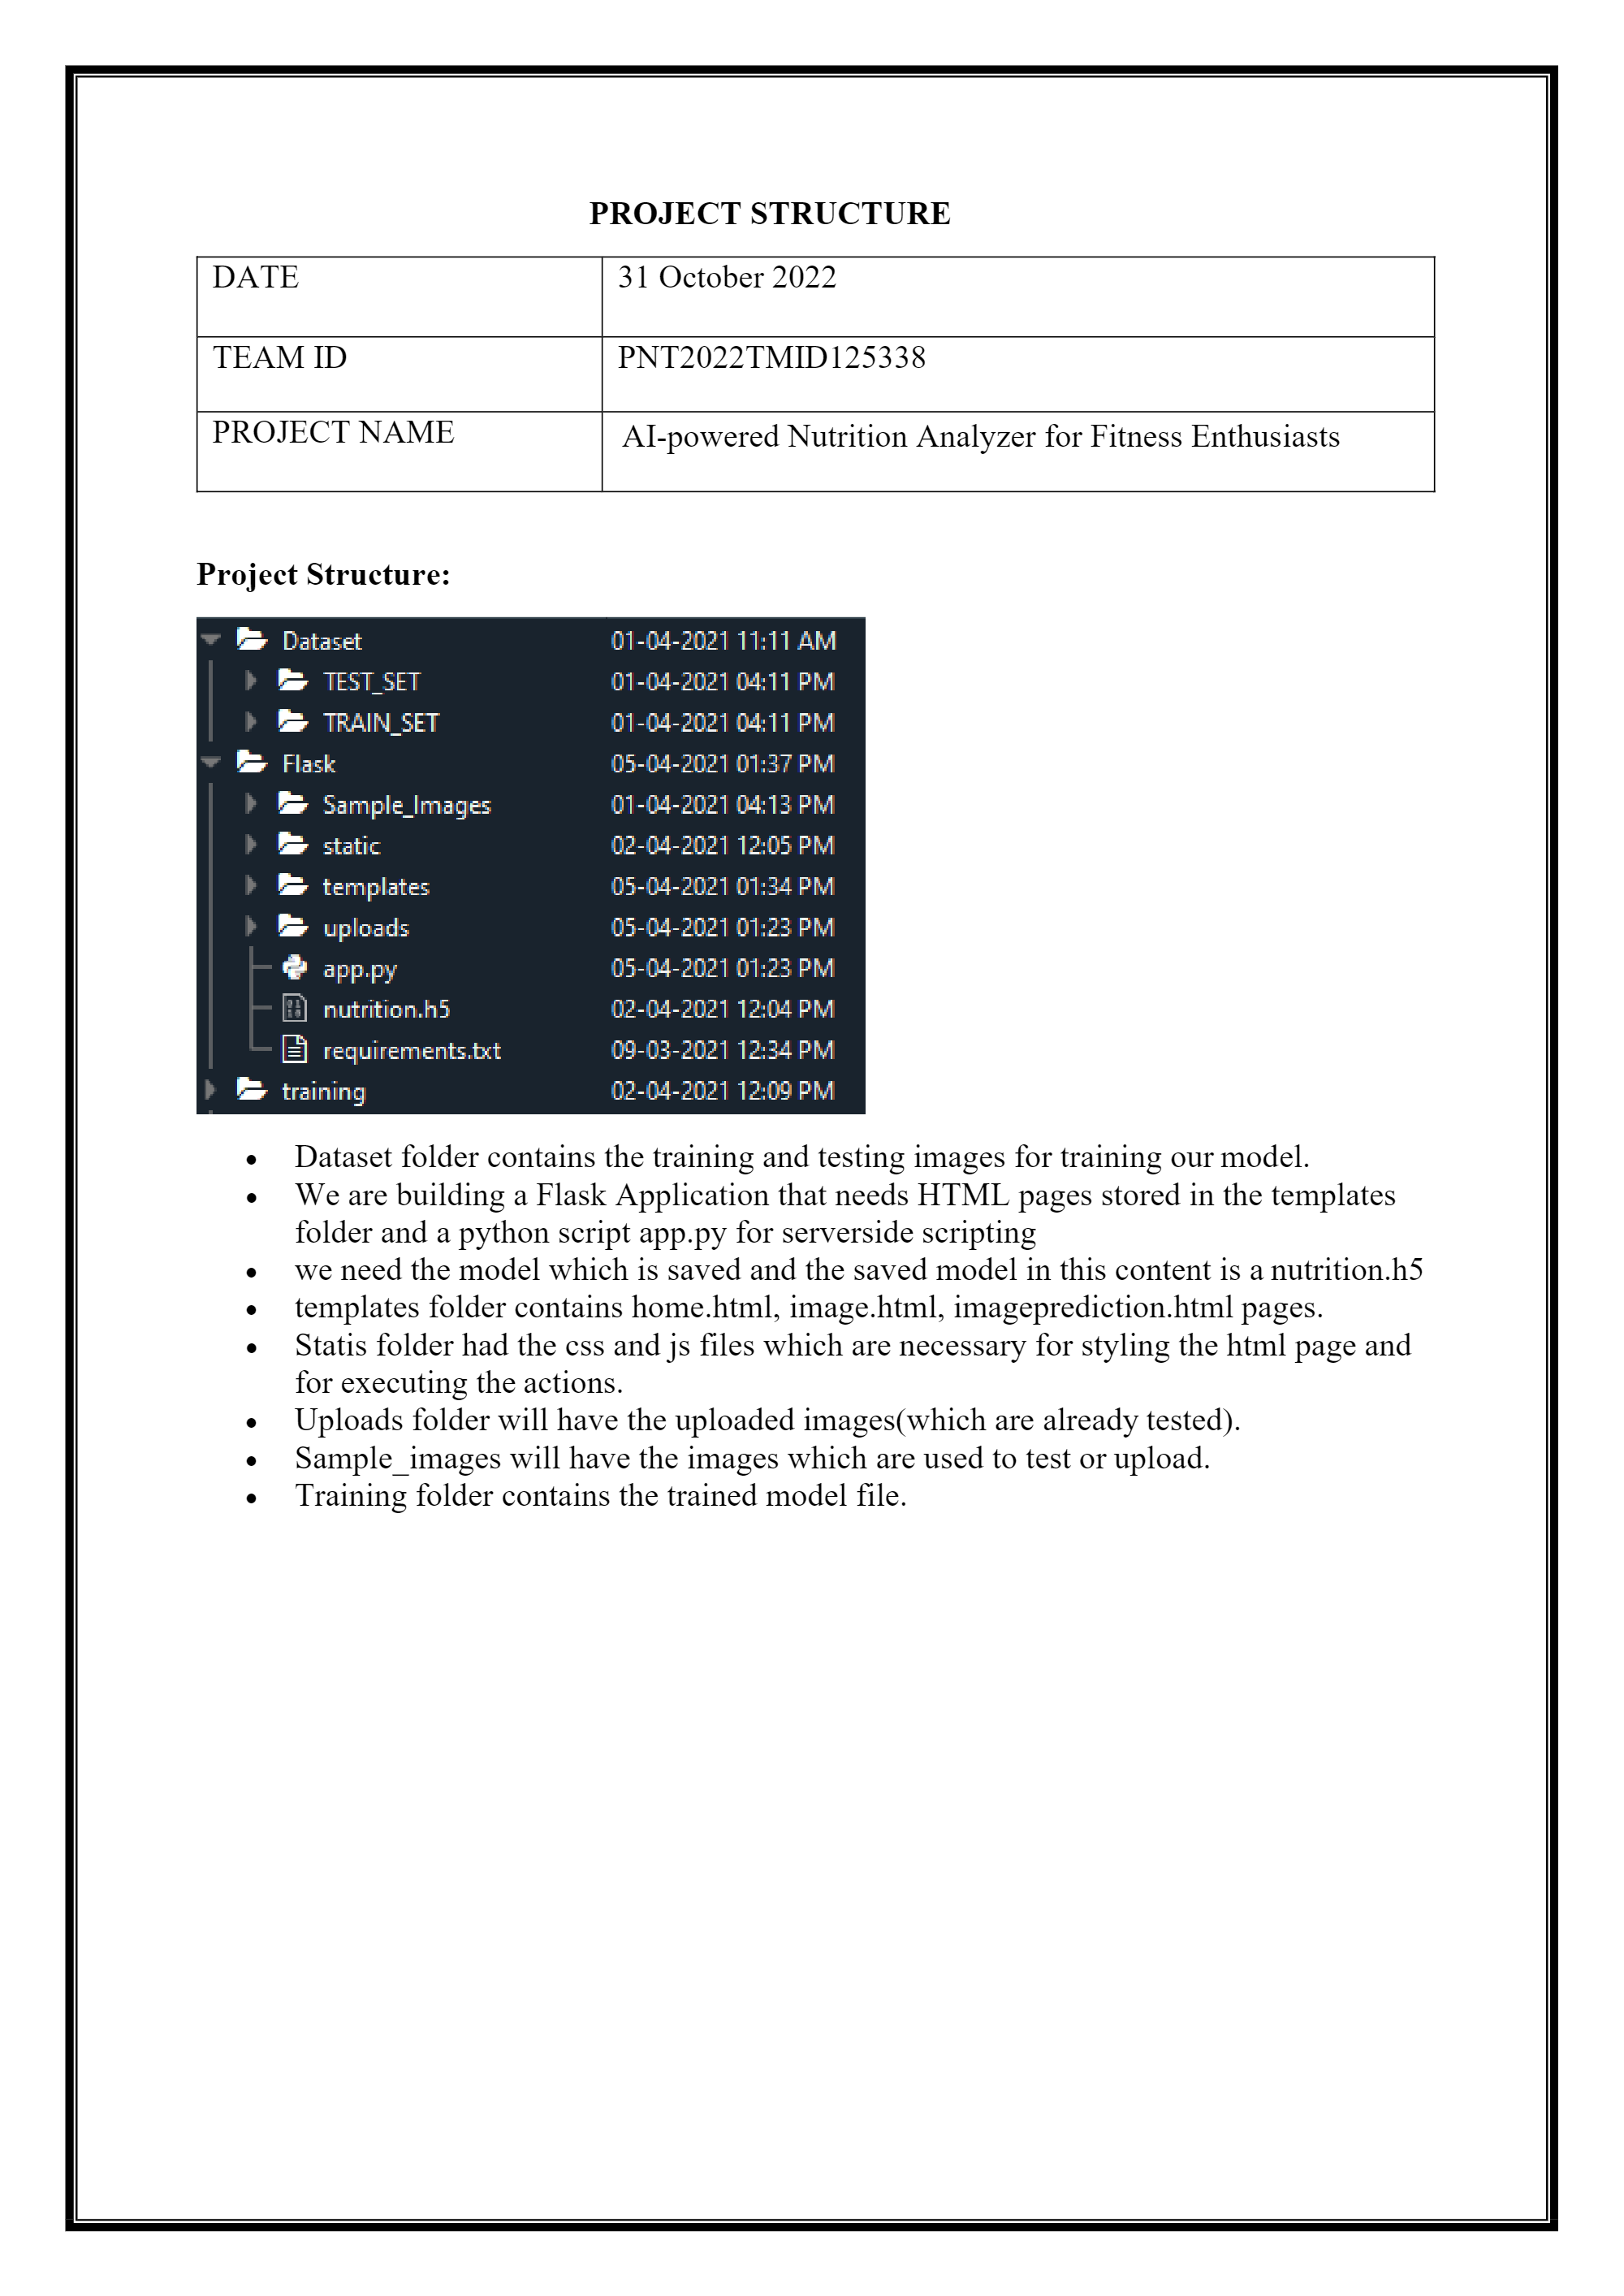 PROJECT STRUCTURE
DATE 31 October 2022
TEAM ID PNT2022TMID125338
PROJECT NAME AI-powered Nutrition Analyzer for Fitness Enthusiasts
Project Structure:
Dataset 01-04-2021 11:11 AM
TEST_SET 01-04-2021 04:11 PM
TRAIN_SET 01-04-2021 04:11 PM
Flask 05-04-2021 01:37 PM
Sample_Images 01-04-2021 04:13 PM
static 02-04-2021 12:05 PM
templates 05-04-2021 01:34 PM
uploads 05-04-2021 01:23 PM
app.py 05-04-2021 01:23 PM
nutrition.h5 02-04-2021 12:04 PM
requirements.txt 09-03-2021 12:34 PM
training 02-04-2021 12:09 PM
• Dataset folder contains the training and testing images for training our model.
• We are building a Flask Application that needs HTML pages stored in the templates
folder and a python script app.py for serverside scripting
• we need the model which is saved and the saved model in this content is a nutrition.h5
• templates folder contains home.html, image.html, imageprediction.html pages.
• Statis folder had the css and js files which are necessary for styling the html page and
for executing the actions.
• Uploads folder will have the uploaded images(which are already tested).
• Sample_images will have the images which are used to test or upload.
• Training folder contains the trained model file.